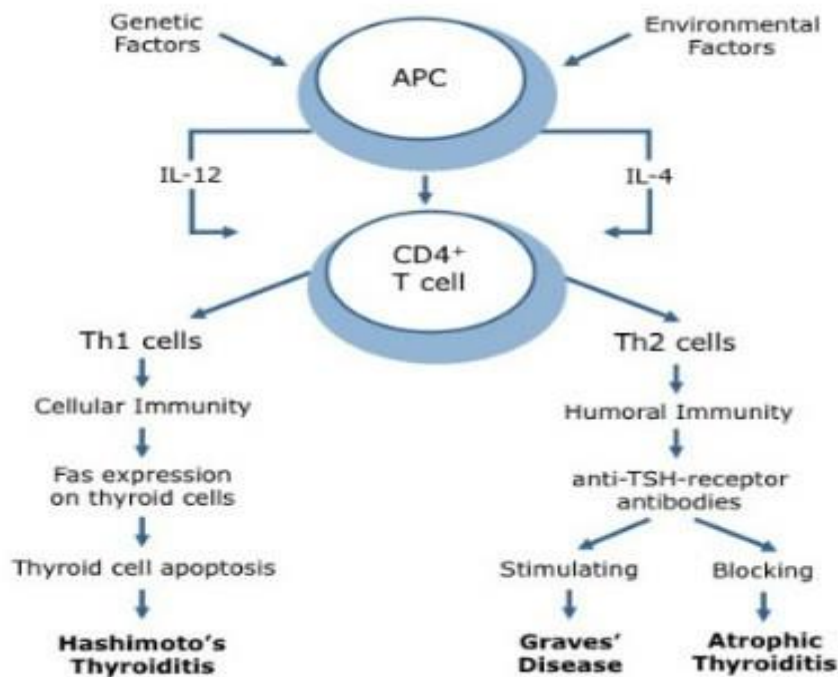 Genetic
Factors
Environmental
Factors
APC
IL-12
IL-4
CD4⁺
T cell
Th1 cells
Th2 cells
Cellular Immunity
Humoral Immunity
Fas expression
on thyroid cells
anti-TSH-receptor
antibodies
Thyroid cell apoptosis
Stimulating
Blocking
Hashimoto's
Thyroiditis
Graves'
Disease
Atrophic
Thyroiditis